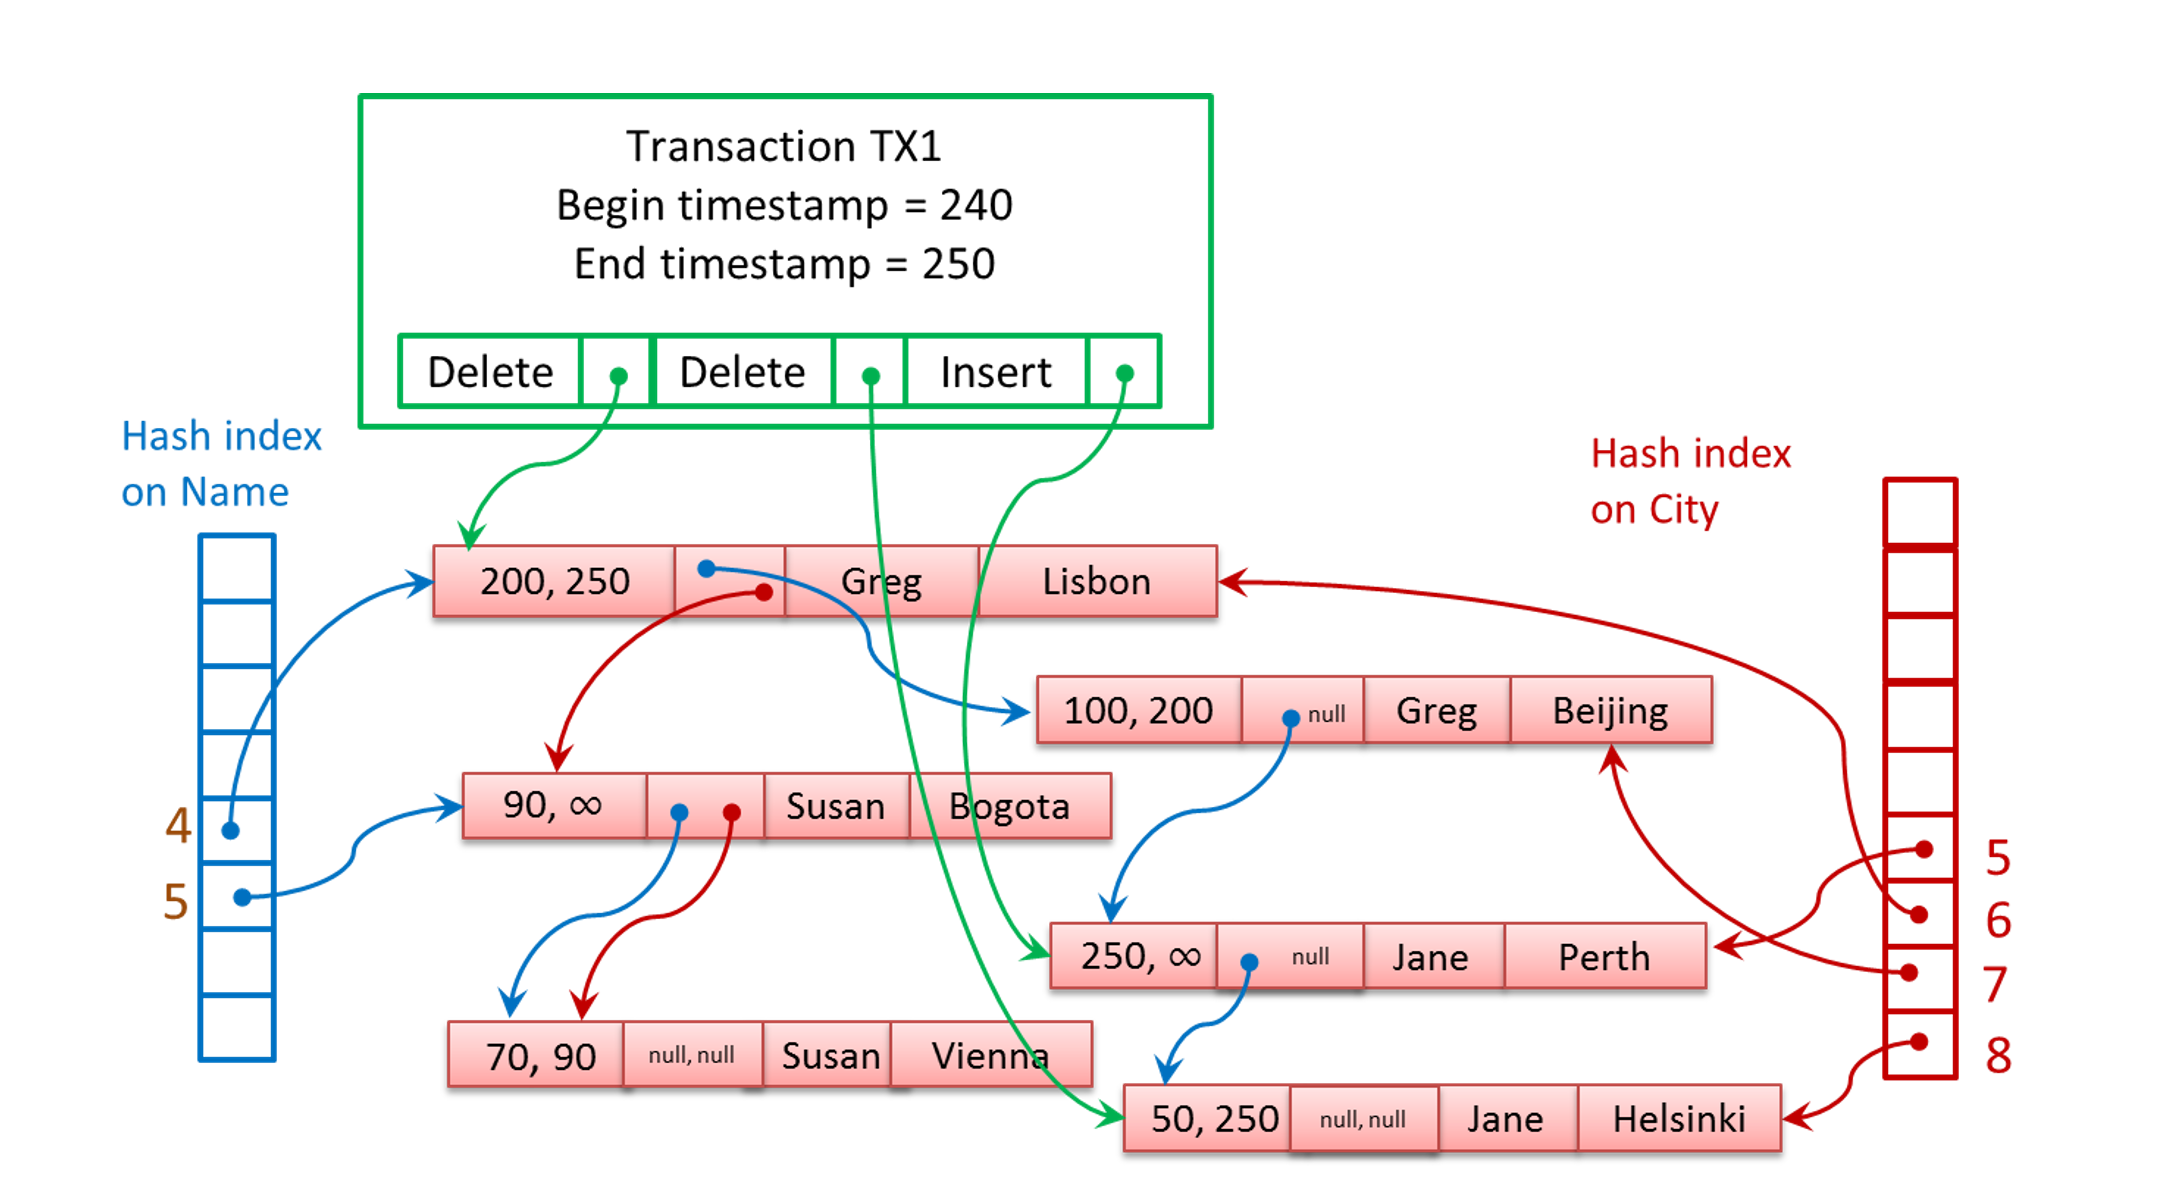 Transaction TX1
Begin timestamp = 240
End timestamp = 250
Delete Delete Insert
Hash index
on Name
Hash index
on City
200, 250 Greg Lisbon
100, 200 null Greg Beijing
90, ∞ Susan Bogota
4
5
5
6
7
8
250, ∞ null Jane Perth
70, 90 null, null Susan Vienna
50, 250 null, null Jane Helsinki